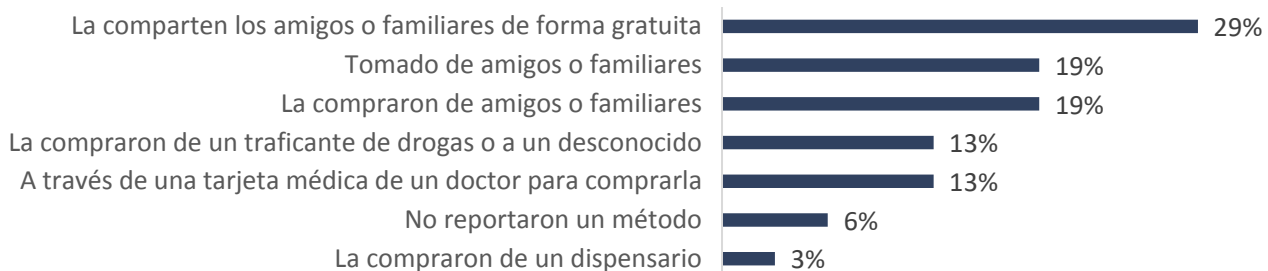 La comparten los amigos o familiares de forma gratuita 29%
Tomado de amigos o familiares 19%
La compraron de amigos o familiares 19%
La compraron de un traficante de drogas o a un desconocido 13%
A través de una tarjeta médica de un doctor para comprarla 13%
No reportaron un método 6%
La compraron de un dispensario 3%